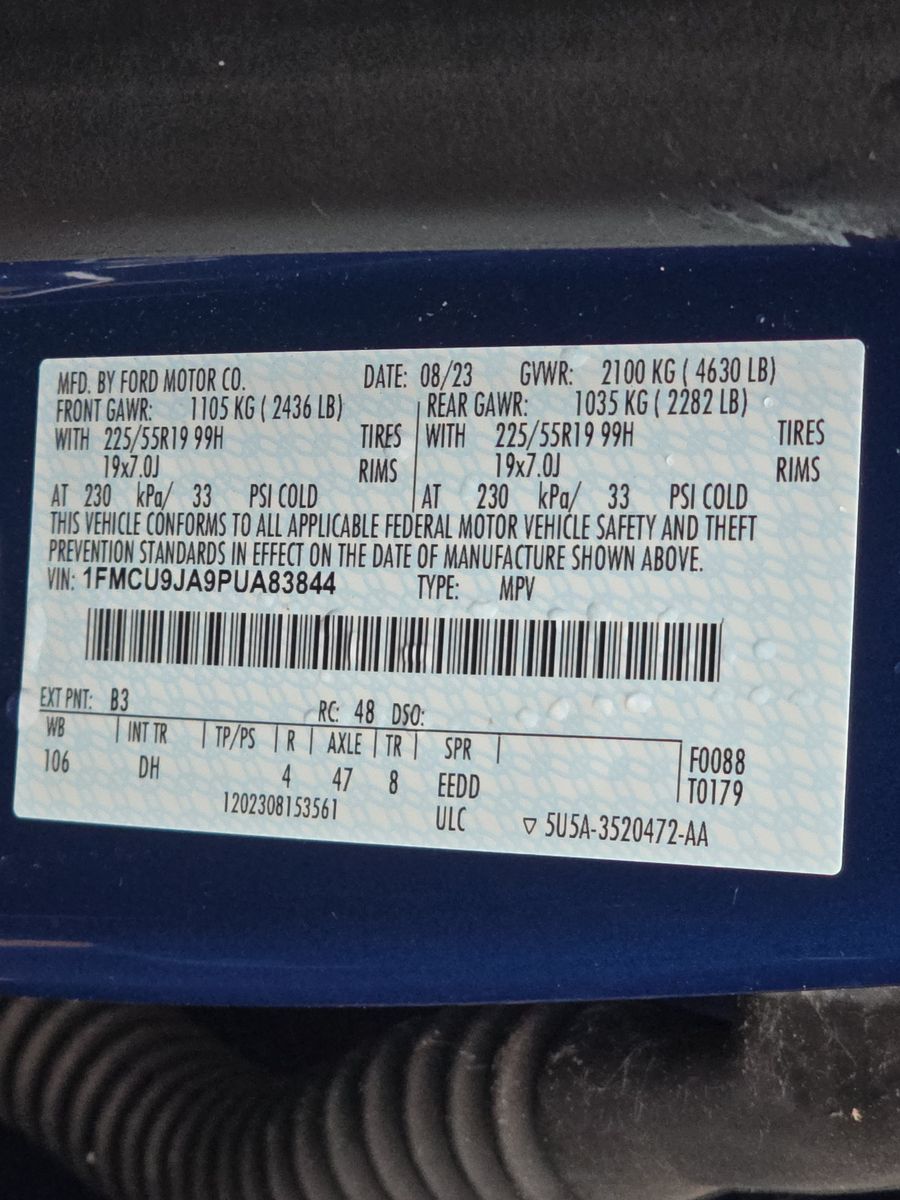 MFD. BY FORD MOTOR CO. DATE: 08/23 GVWR: 2100 KG ( 4630 LB)
FRONT GAWR: 1105 KG ( 2436 LB) REAR GAWR: 1035 KG ( 2282 LB)
WITH 225/55R19 99H TIRES WITH 225/55R19 99H TIRES
19x7.0J RIMS 19x7.0J RIMS
AT 230 kPa/ 33 PSI COLD AT 230 kPa/ 33 PSI COLD
THIS VEHICLE CONFORMS TO ALL APPLICABLE FEDERAL MOTOR VEHICLE SAFETY AND THEFT
PREVENTION STANDARDS IN EFFECT ON THE DATE OF MANUFACTURE SHOWN ABOVE.
VIN: 1FMCU9JA9PUA83844 TYPE: MPV
EXT PNT: B3 RC: 48 DSO:
WB INT TR TP/PS R AXLE TR SPR F0088
106 DH 4 47 8 EEDD T0179
1202308153561 ULC ▽ 5U5A-3520472-AA